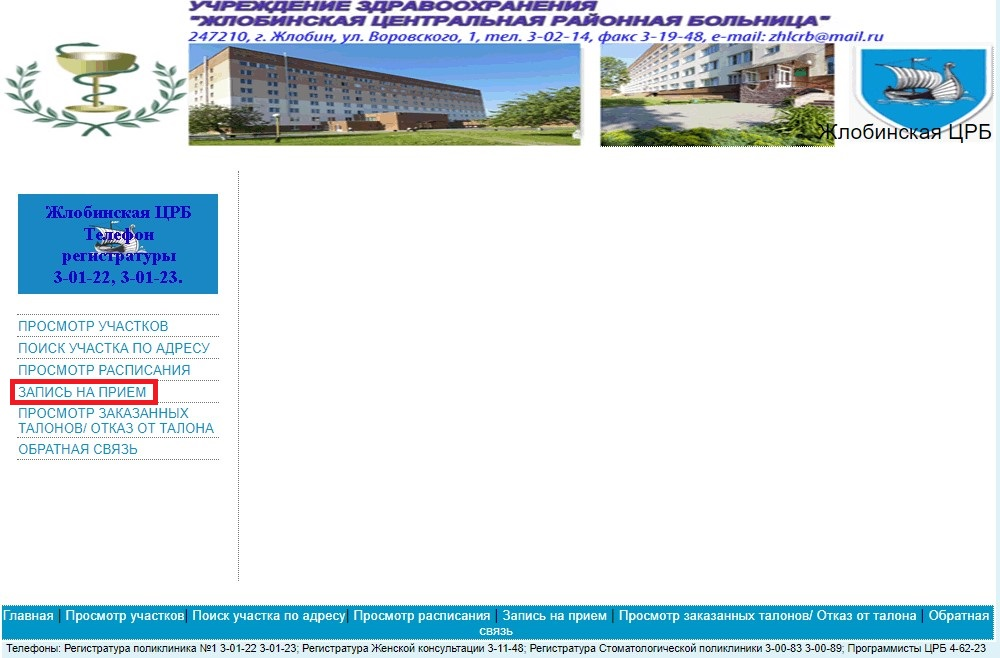 УЧРЕЖДЕНИЕ ЗДРАВООХРАНЕНИЯ
"ЖЛОБИНСКАЯ ЦЕНТРАЛЬНАЯ РАЙОННАЯ БОЛЬНИЦА"
247210, г. Жлобин, ул. Воровского, 1, тел. 3-02-14, факс 3-19-48, e-mail: zhlcrb@mail.ru
Жлобинская ЦРБ
Жлобинская ЦРБ
Телефон
регистратуры
3-01-22, 3-01-23.
ПРОСМОТР УЧАСТКОВ
ПОИСК УЧАСТКА ПО АДРЕСУ
ПРОСМОТР РАСПИСАНИЯ
ЗАПИСЬ НА ПРИЕМ
ПРОСМОТР ЗАКАЗАННЫХ
ТАЛОНОВ/ ОТКАЗ ОТ ТАЛОНА
ОБРАТНАЯ СВЯЗЬ
Главная | Просмотр участков| Поиск участка по адресу| Просмотр расписания | Запись на прием | Просмотр заказанных талонов/ Отказ от талона | Обратная
связь
Телефоны: Регистратура поликлиника №1 3-01-22 3-01-23; Регистратура Женской консультации 3-11-48; Регистратура Стоматологической поликлиники 3-00-83 3-00-89; Программисты ЦРБ 4-62-23